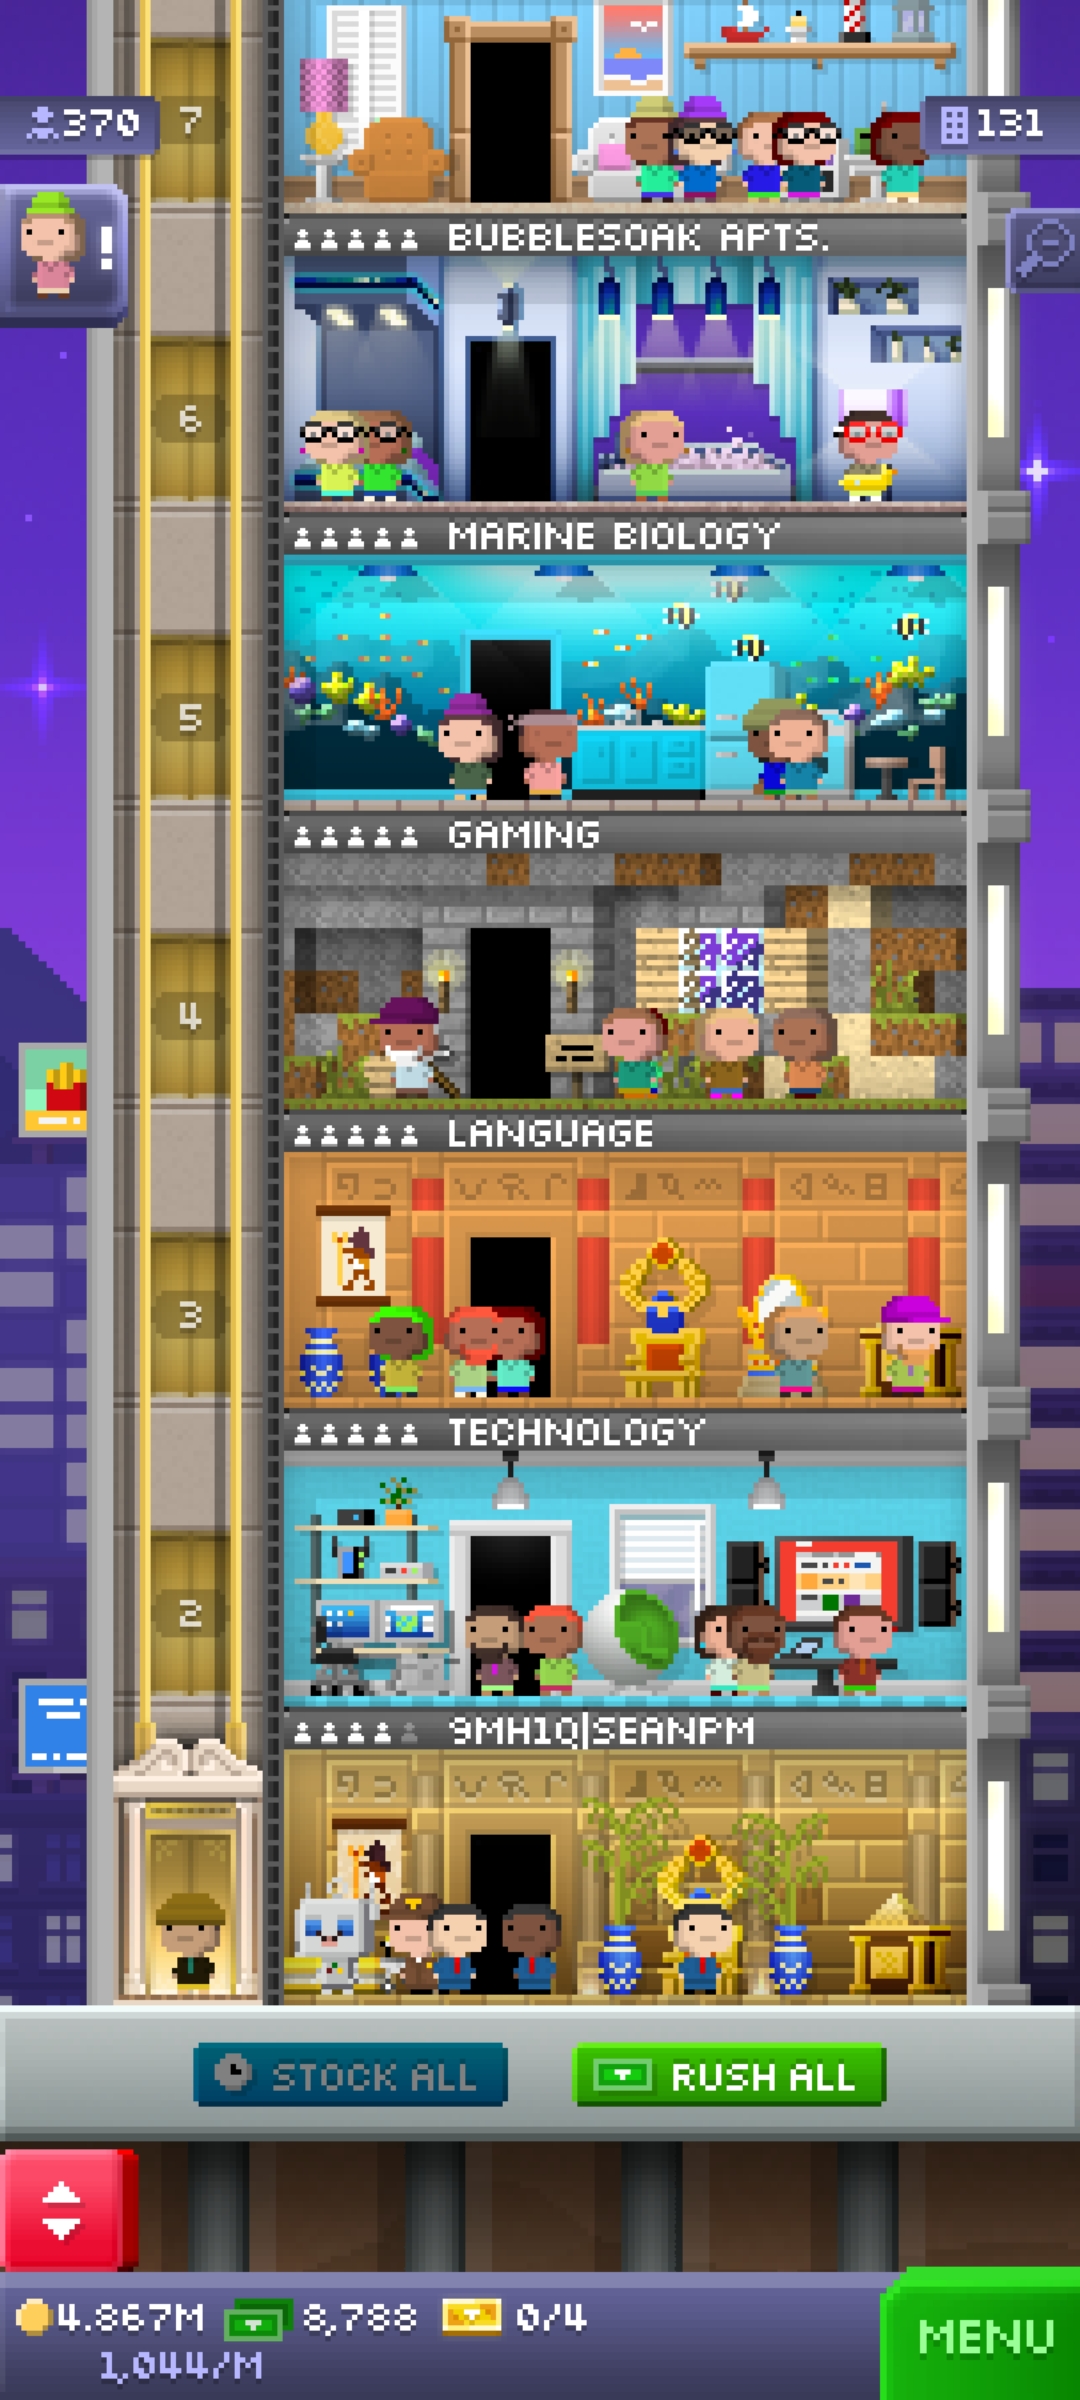 370
7
131
!
BUBBLESOAK APTS.
6
MARINE BIOLOGY
5
GAMING
4
LANGUAGE
3
TECHNOLOGY
2
9MH1Q|SEANPM
STOCK ALL
RUSH ALL
4.867M
8,788
0/4
1,044/M
MENU